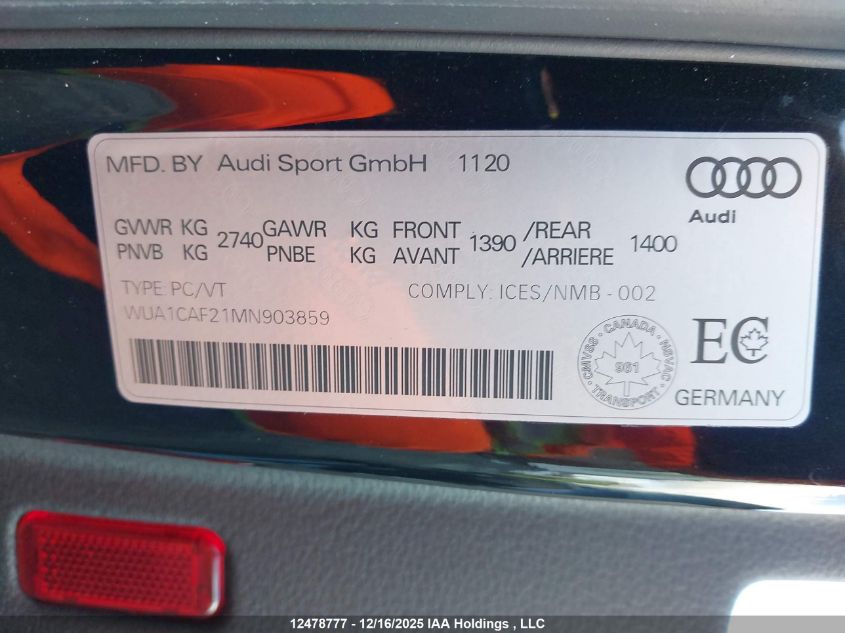 MFD. BY Audi Sport GmbH 1120
Audi
GVWR KG 2740 GAWR KG FRONT 1390 /REAR 1400
PNVB KG PNBE KG AVANT /ARRIERE
TYPE: PC/VT COMPLY: ICES/NMB - 002
WUA1CAF21MN903859
CANADA
CMVSS 961 NSVAC
TRANSPORT
EC
GERMANY
12478777 - 12/16/2025 IAA Holdings , LLC